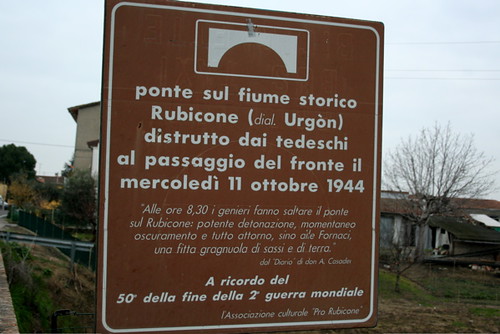 ponte sul fiume storico
Rubicone (dial. Urgòn)
distrutto dai tedeschi
al passaggio del fronte il
mercoledì 11 ottobre 1944
"Alle ore 8,30 i genieri fanno saltare il ponte
sul Rubicone: potente detonazione, momentaneo
oscuramento e tutto attorno, sino alle Fornaci,
una fitta gragnuola di sassi e di terra."
dal "Diario" di don A. Casadei
A ricordo del
50° della fine della 2ª guerra mondiale
l'Associazione culturale "Pro Rubicone"